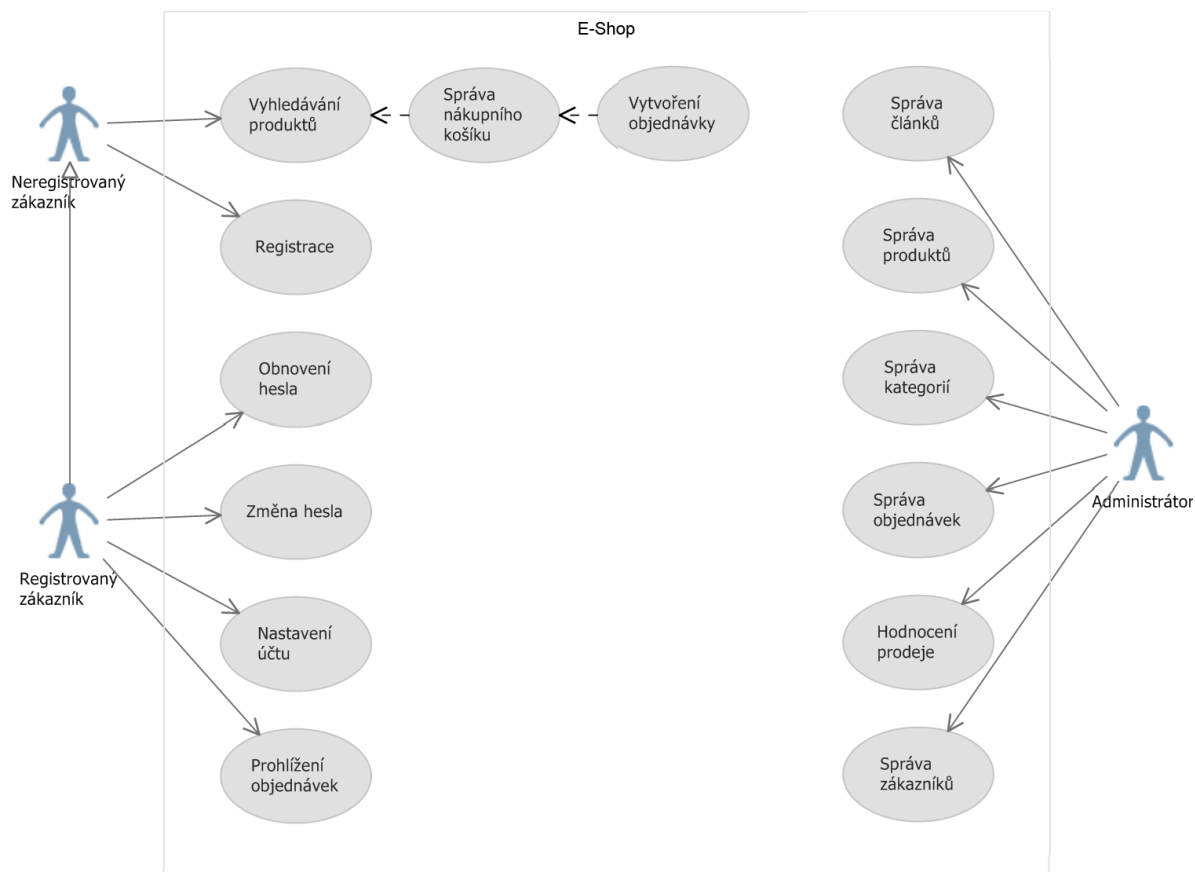 E-Shop
Vyhledávání
produktů
Správa
nákupního
košíku
Vytvoření
objednávky
Správa
článků
Neregistrovaný
zákazník
Registrace
Správa
produktů
Obnovení
hesla
Správa
kategorií
Změna hesla
Správa
objednávek
Administrátor
Registrovaný
zákazník
Nastavení
účtu
Hodnocení
prodeje
Prohlížení
objednávek
Správa
zákazníků